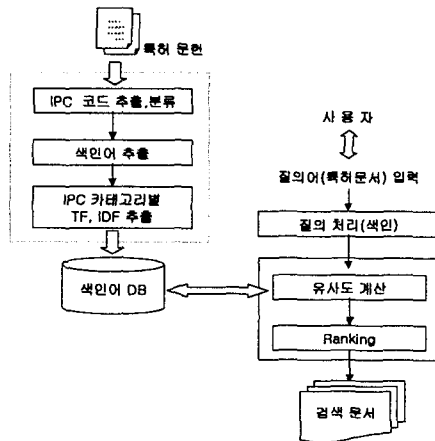 특허 문헌
IPC 코드 추출,분류
색인어 추출
IPC 카테고리별
TF, IDF 추출
색인어 DB
사 용 자
질의어(특허문서) 입력
질의 처리(색인)
유사도 계산
Ranking
검색 문서